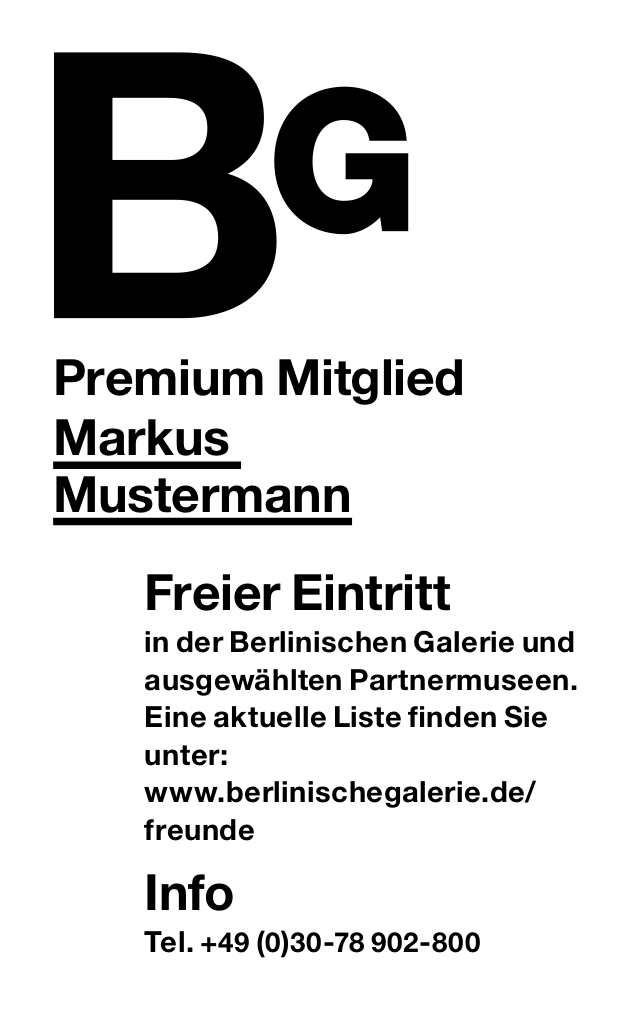 BG
Premium Mitglied
Markus
Mustermann
Freier Eintritt
in der Berlinischen Galerie und
ausgewählten Partnermuseen.
Eine aktuelle Liste finden Sie
unter:
www.berlinischegalerie.de/
freunde
Info
Tel. +49 (0)30-78 902-800